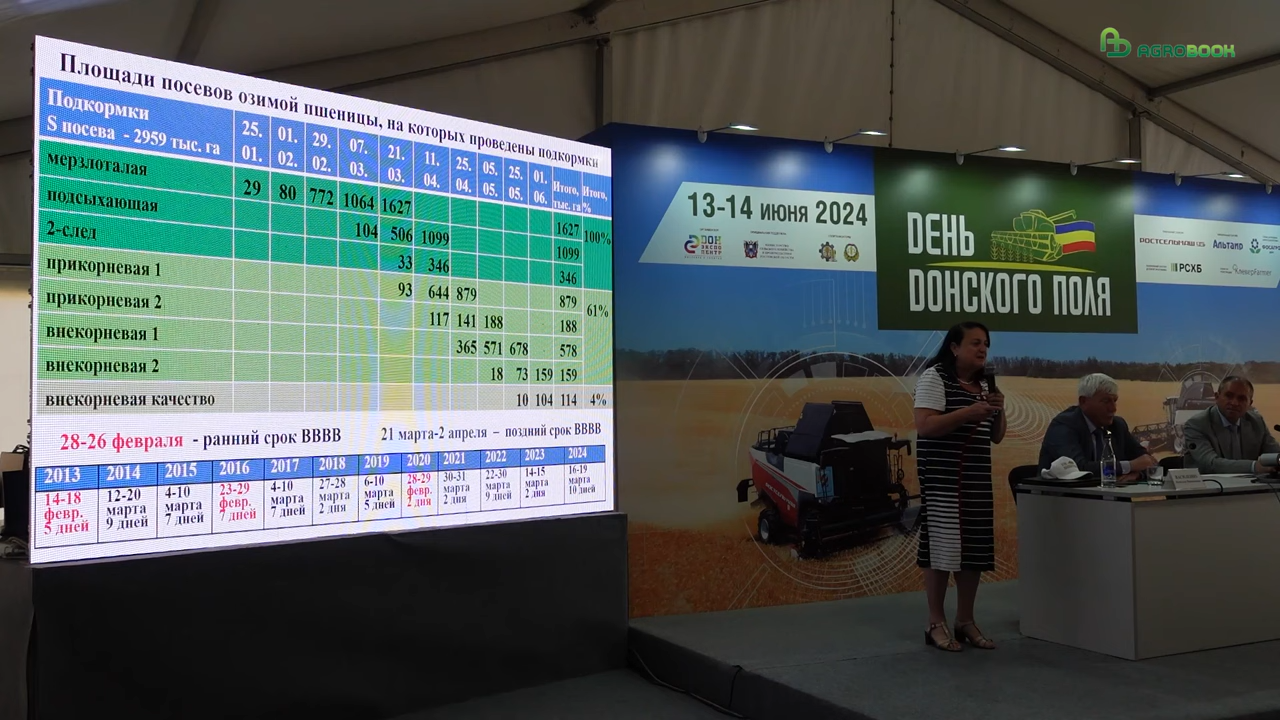 AGROBOOK
Площади посевов озимой пшеницы, на которых проведены подкормки
Подкормки
S посева - 2959 тыс. га
25. 01. 29. 07. 21. 11. 25. 05. 25. 01. Итого, Итого,
01. 02. 02. 03. 03. 04. 04. 05. 05. 06. тыс. га %
мерзлоталая 29 80 772 1064 1627 1627 100%
подсыхающая 104 506 1099 1099
2-след 33 346 346
прикорневая 1 93 644 879 879 61%
прикорневая 2 117 141 188 188
внекорневая 1 365 571 678 578
внекорневая 2 18 73 159 159
внекорневая качество 10 104 114 4%
28-26 февраля - ранний срок ВВВВ 21 марта-2 апреля – поздний срок ВВВВ
2013 2014 2015 2016 2017 2018 2019 2020 2021 2022 2023 2024
14-18 12-20 4-10 23-29 4-10 27-28 6-10 28-29 30-31 22-30 14-15 16-19
февр. марта марта февр. марта марта марта февр. марта марта марта марта
5 дней 9 дней 7 дней 7 дней 7 дней 2 дня 5 дней 2 дня 2 дня 9 дней 2 дня 10 дней
13-14 июня 2024
ДОН
ЭКСПО
ЦЕНТР
ДЕНЬ
ДОНСКОГО ПОЛЯ
РОСТСЕЛЬМАШ
Альтаир
РСХБ